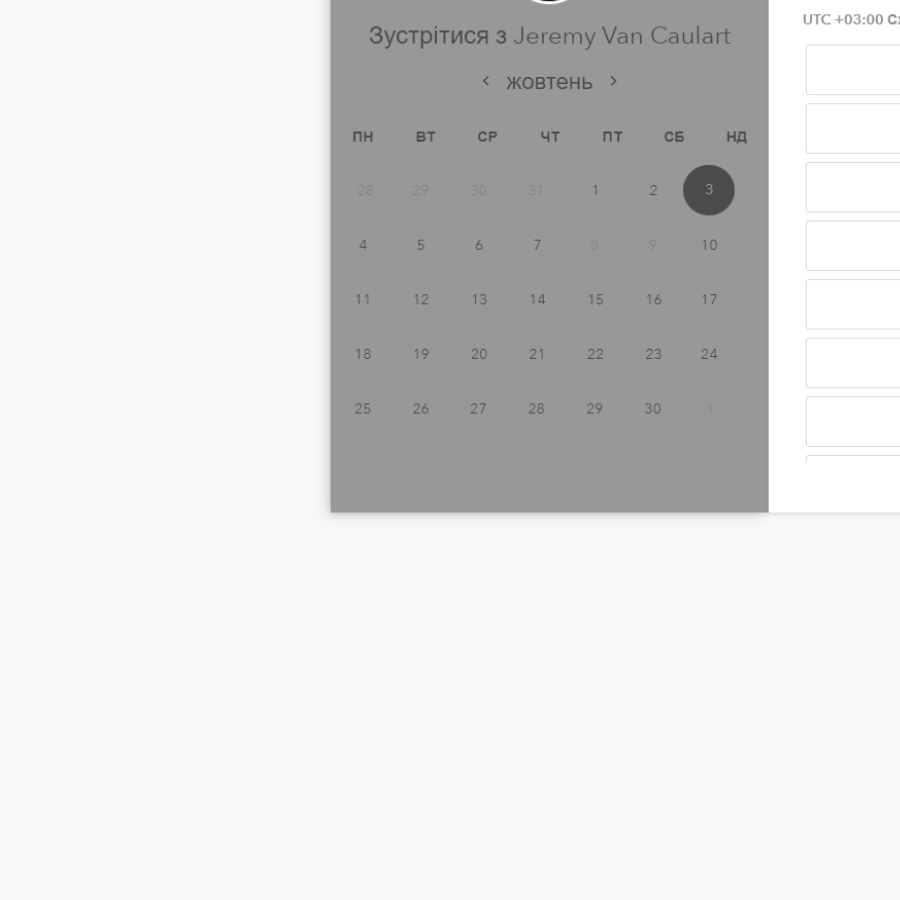 Зустрітися з Jeremy Van Caulart
жовтень
ПН ВТ СР ЧТ ПТ СБ НД
28 29 30 31 1 2 3
4 5 6 7 8 9 10
11 12 13 14 15 16 17
18 19 20 21 22 23 24
25 26 27 28 29 30 1
UTC +03:00